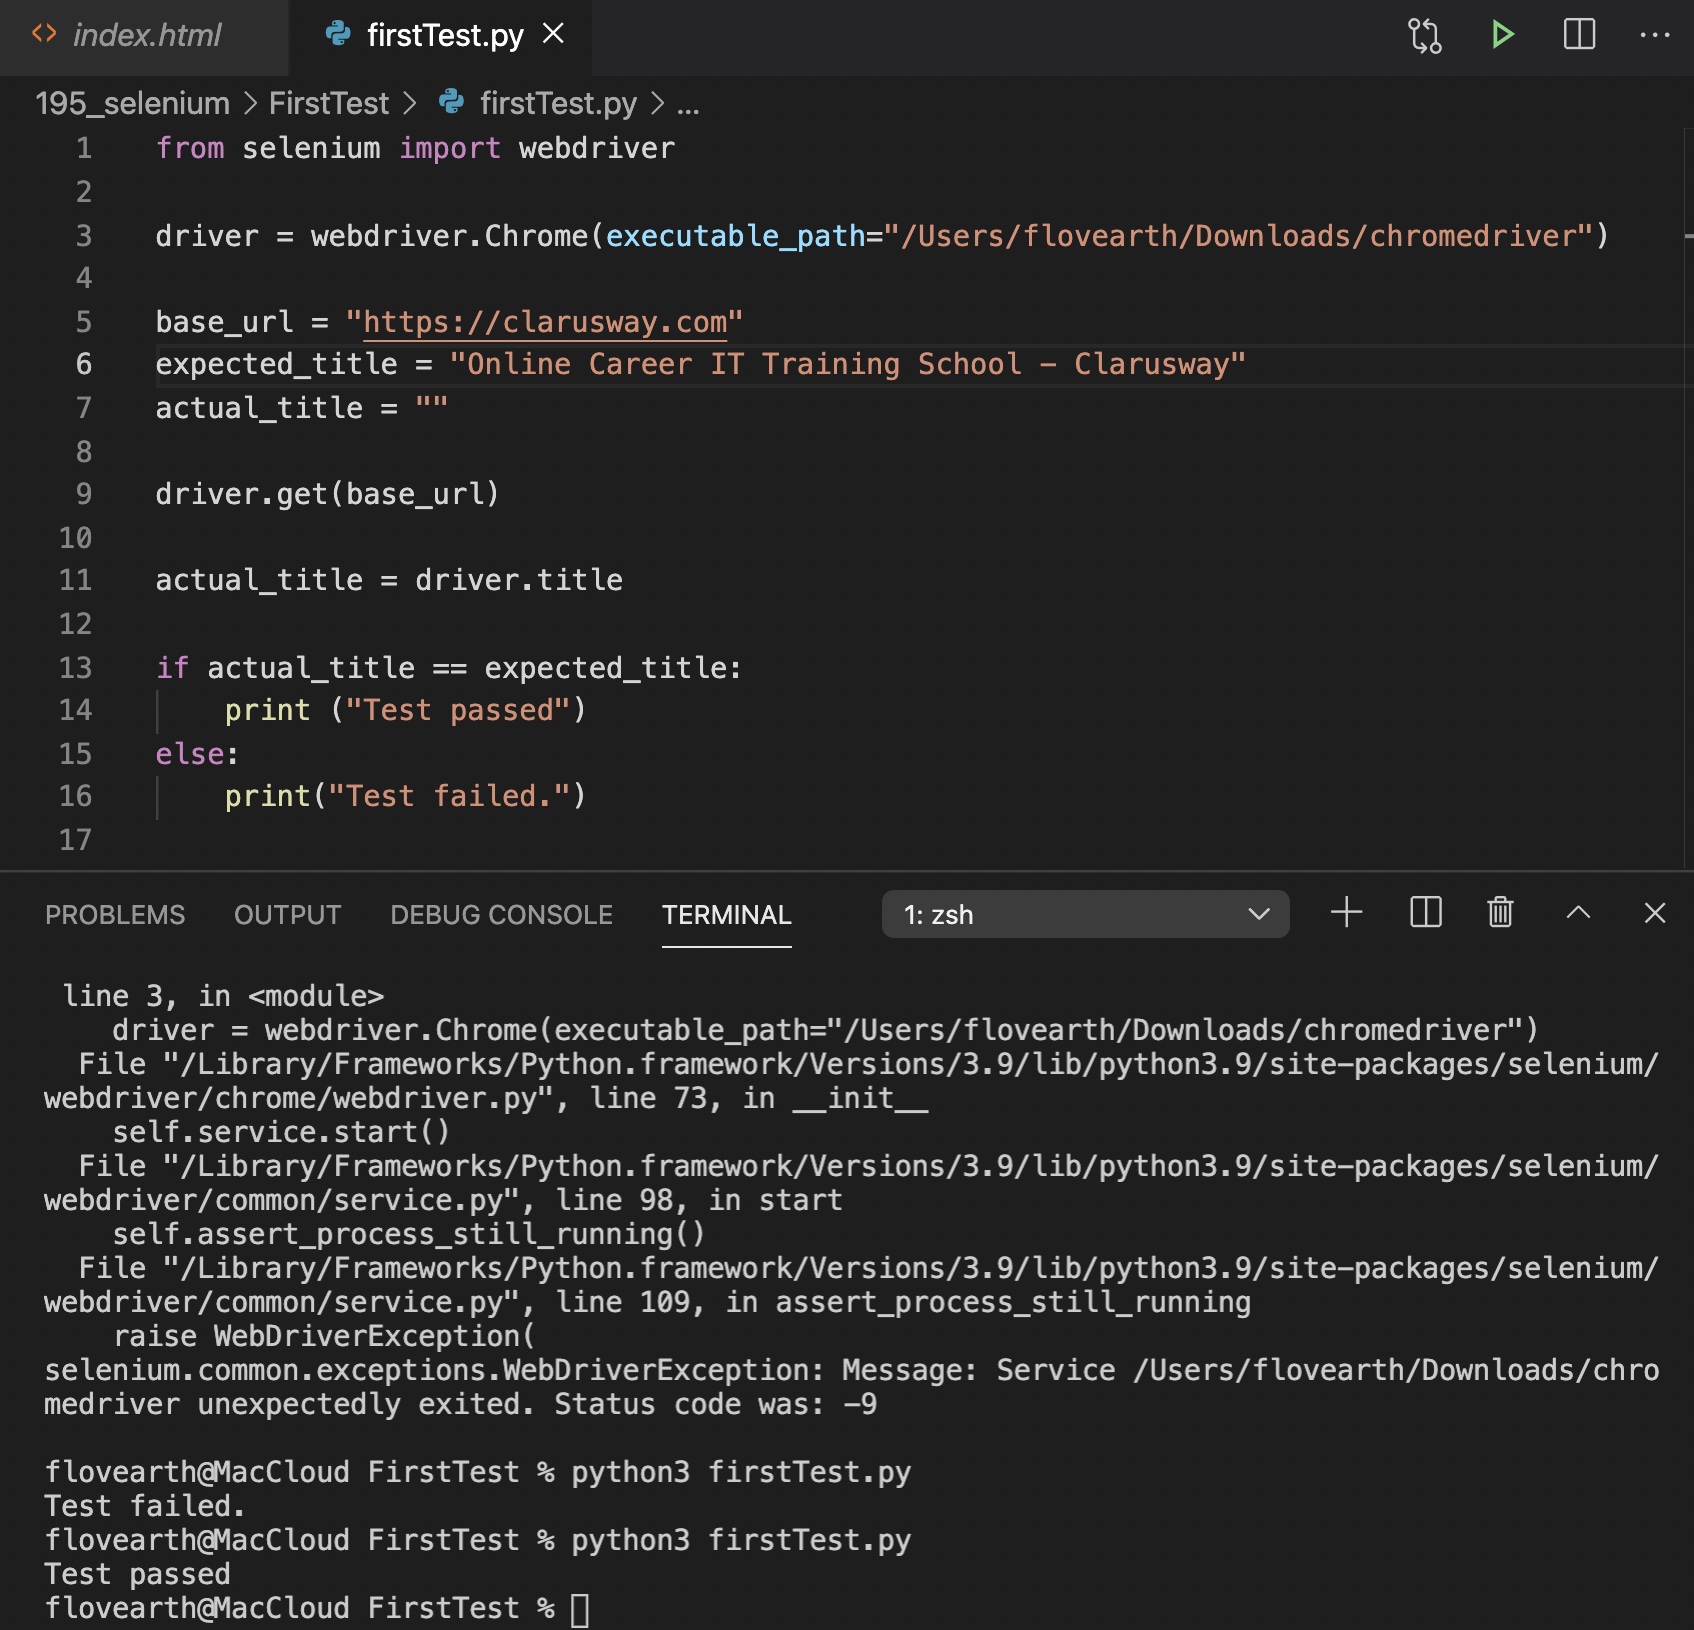 index.html firstTest.py
195_selenium > FirstTest > firstTest.py > ...
1 from selenium import webdriver
2
3 driver = webdriver.Chrome(executable_path="/Users/flovearth/Downloads/chromedriver")
4
5 base_url = "https://clarusway.com"
6 expected_title = "Online Career IT Training School - Clarusway"
7 actual_title = ""
8
9 driver.get(base_url)
10
11 actual_title = driver.title
12
13 if actual_title == expected_title:
14     print ("Test passed")
15 else:
16     print("Test failed.")
17
PROBLEMS OUTPUT DEBUG CONSOLE TERMINAL 1: zsh
 line 3, in <module>
    driver = webdriver.Chrome(executable_path="/Users/flovearth/Downloads/chromedriver")
  File "/Library/Frameworks/Python.framework/Versions/3.9/lib/python3.9/site-packages/selenium/
webdriver/chrome/webdriver.py", line 73, in __init__
    self.service.start()
  File "/Library/Frameworks/Python.framework/Versions/3.9/lib/python3.9/site-packages/selenium/
webdriver/common/service.py", line 98, in start
    self.assert_process_still_running()
  File "/Library/Frameworks/Python.framework/Versions/3.9/lib/python3.9/site-packages/selenium/
webdriver/common/service.py", line 109, in assert_process_still_running
    raise WebDriverException(
selenium.common.exceptions.WebDriverException: Message: Service /Users/flovearth/Downloads/chro
medriver unexpectedly exited. Status code was: -9
flovearth@MacCloud FirstTest % python3 firstTest.py
Test failed.
flovearth@MacCloud FirstTest % python3 firstTest.py
Test passed
flovearth@MacCloud FirstTest %